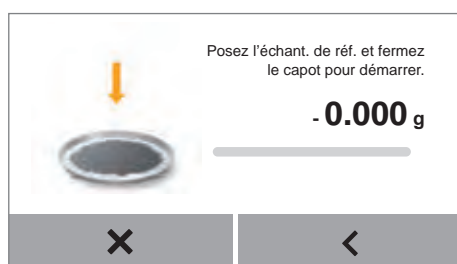 Posez l’échant. de réf. et fermez
le capot pour démarrer.
- 0.000 g